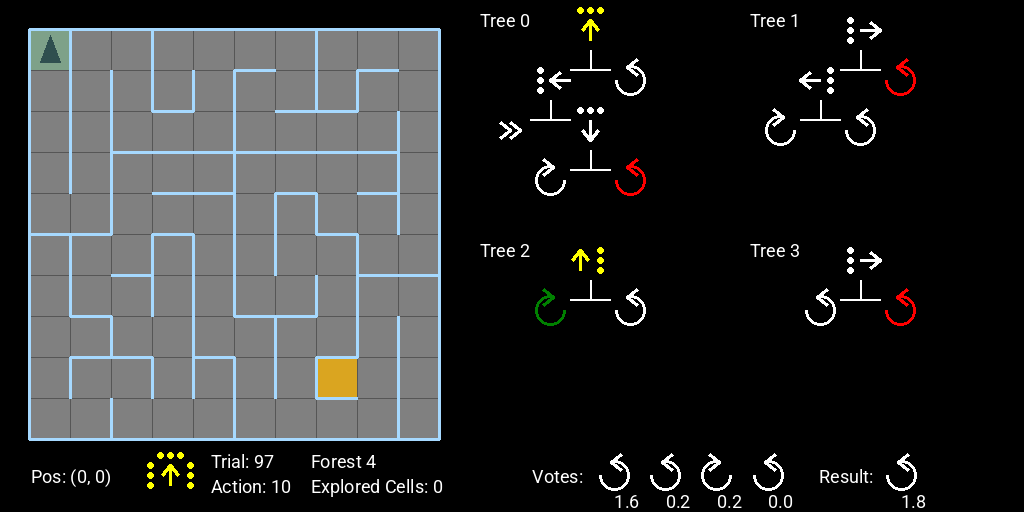 Tree 0
Tree 1
Tree 2
Tree 3
Pos: (0, 0)
Trial: 97
Forest 4
Action: 10
Explored Cells: 0
Votes:
1.6
0.2
0.2
0.0
Result:
1.8